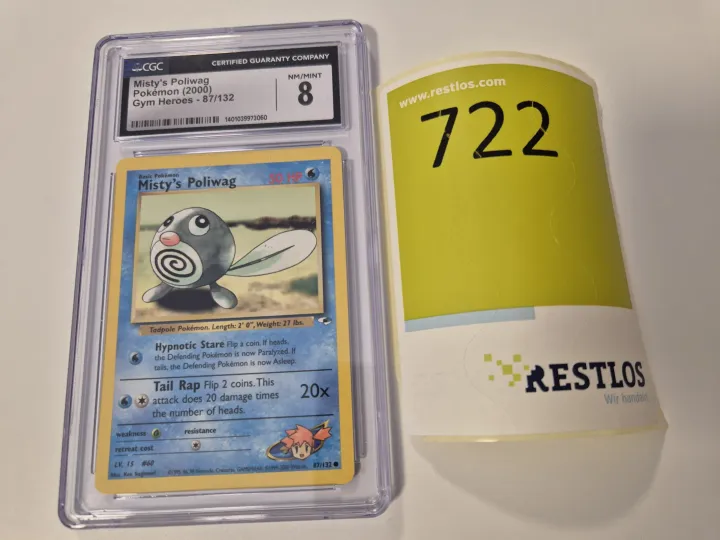 CGC
CERTIFIED GUARANTY COMPANY
Misty's Poliwag
Pokémon (2000)
Gym Heroes - 87/132
NM/MINT
8
1401039973060
Basic Pokémon
Misty's Poliwag
Tadpole Pokémon. Length: 2' 0", Weight: 27 lbs.
Hypnotic Stare Flip a coin. If heads,
the Defending Pokémon is now Paralyzed. If
tails, the Defending Pokémon is now Asleep.
Tail Rap Flip 2 coins. This
attack does 20 damage times
the number of heads.
20x
weakness
resistance
retreat cost
LV. 15 #60
87/132
www.restlos.com
722
RESTLOS
Wir handeln